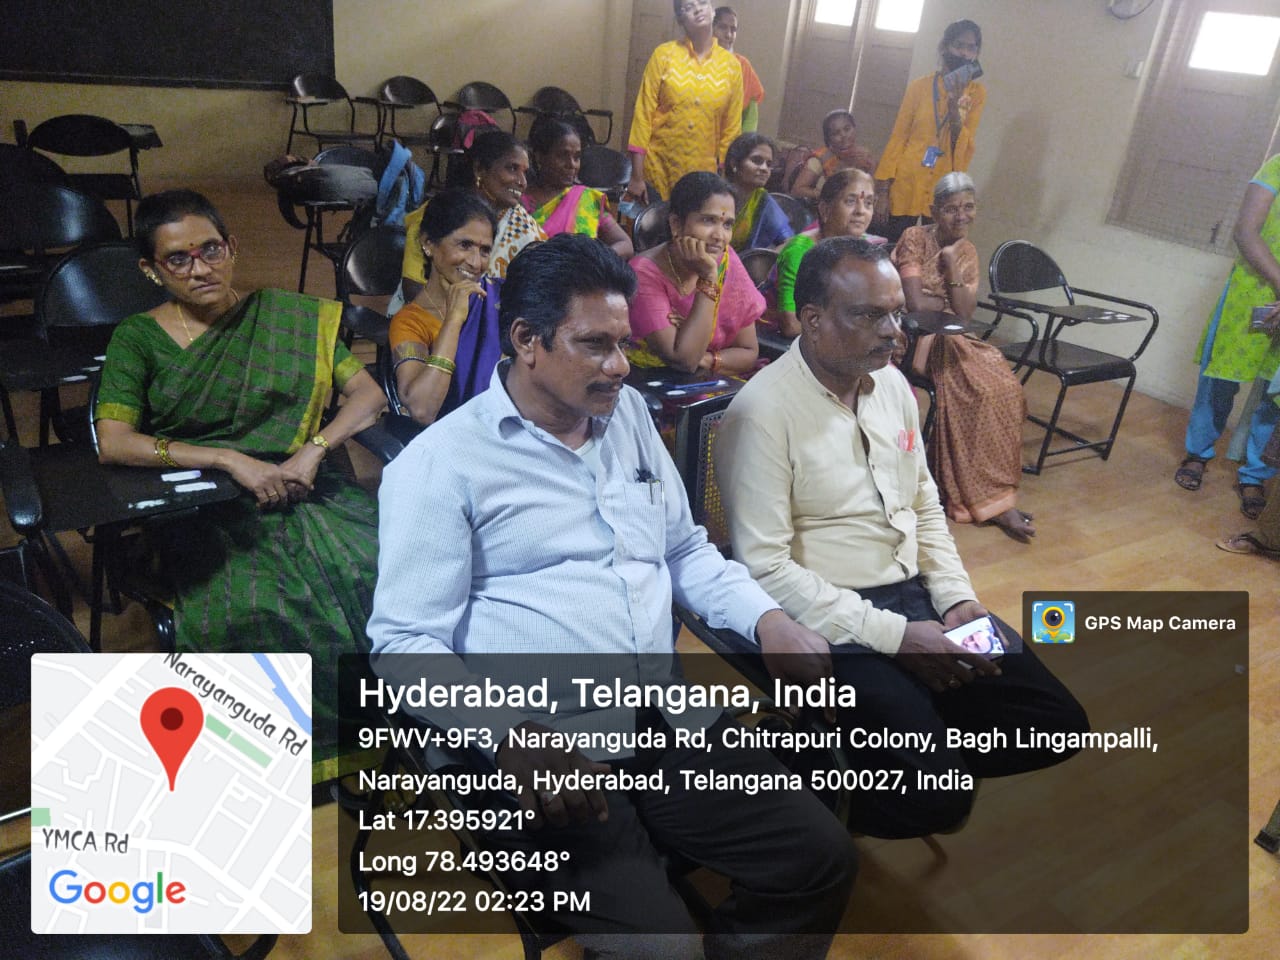 GPS Map Camera
Narayanguda Rd
YMCA Rd
Google
Hyderabad, Telangana, India
9FWV+9F3, Narayanguda Rd, Chitrapuri Colony, Bagh Lingampalli,
Narayanguda, Hyderabad, Telangana 500027, India
Lat 17.395921°
Long 78.493648°
19/08/22 02:23 PM